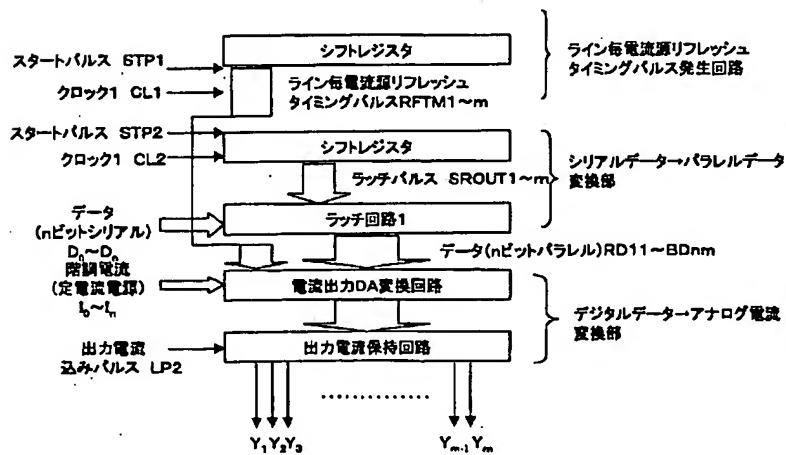 シフトレジスタ
スタートパルス STP1
ライン毎電流源リフレッシュ
タイミングパルス発生回路
ライン毎電流源リフレッシュ
タイミングパルスRFTM1～m
クロック1 CL1
スタートパルス STP2
シフトレジスタ
クロック1 CL2
シリアルデータ→パラレルデータ
変換部
ラッチパルス SROUT1～m
データ
(nビットシリアル)
Dn～Dn
ラッチ回路1
データ(nビットパラレル)RD11～BDnm
階調電流
(定電流電源)
I0～In
電流出力DA変換回路
デジタルデータ→アナログ電流
変換部
出力電流
込みパルス LP2
出力電流保持回路
Y1 Y2 Y3
Ym-1 Ym